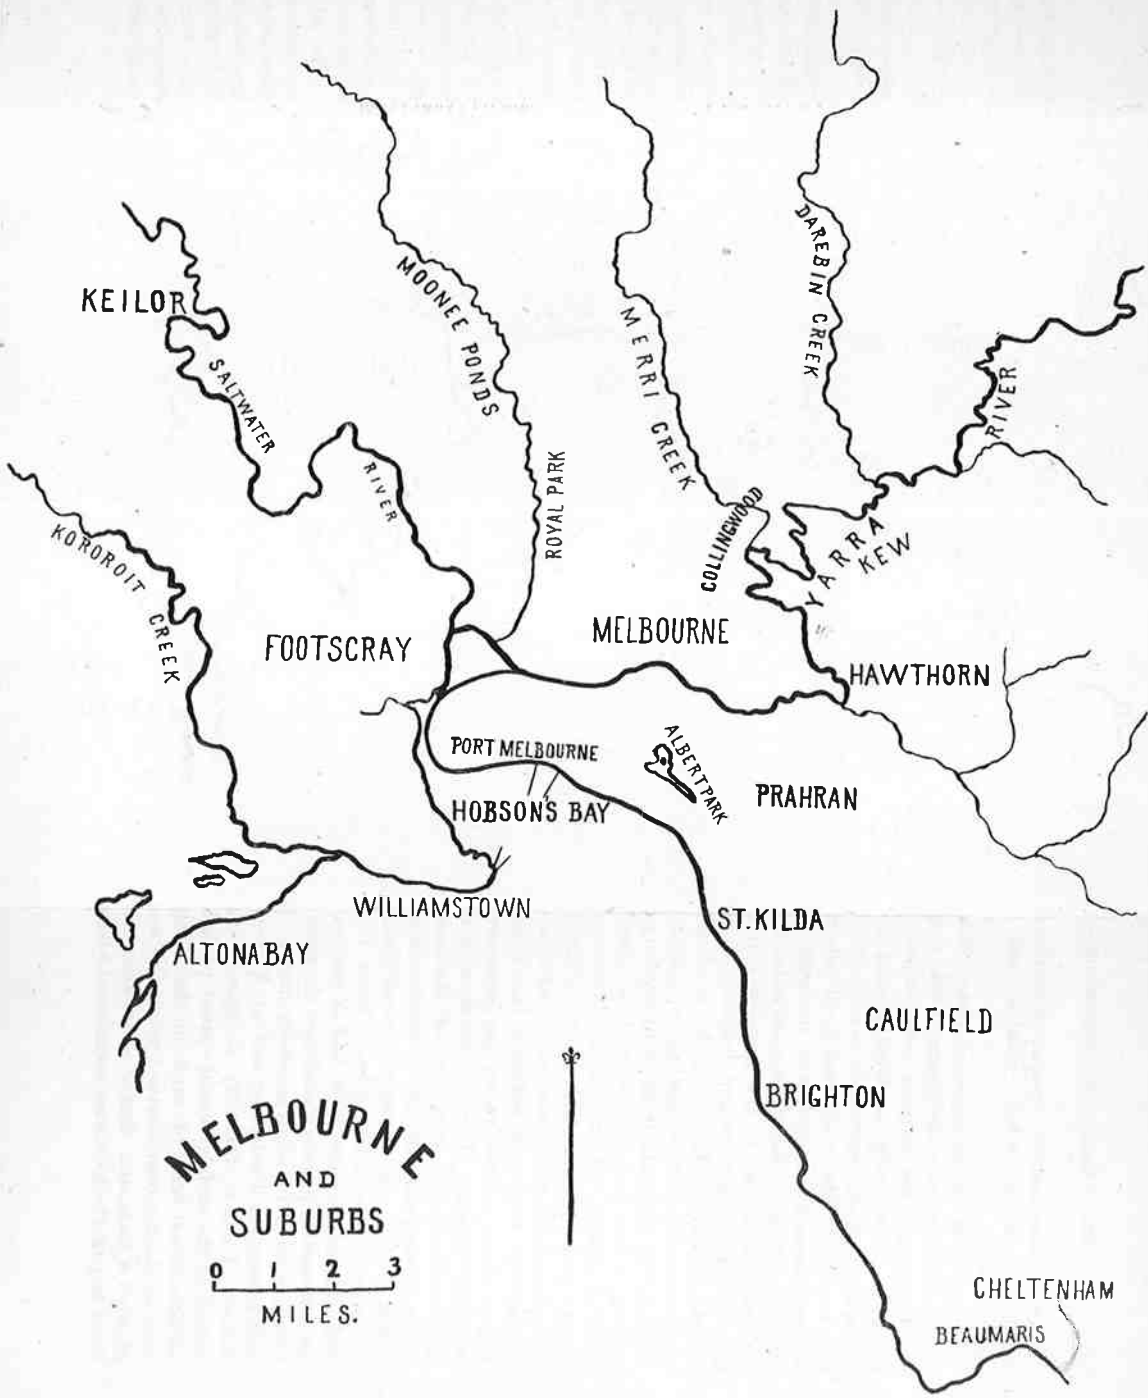 DAREBIN CREEK
KEILOR
MOONEE PONDS
MERRI CREEK
SALTWATER
RIVER
RIVER
ROYAL PARK
COLLINGWOOD
YARRA
KEW
KOROROIT CREEK
FOOTSCRAY
MELBOURNE
HAWTHORN
PORT MELBOURNE
ALBERT PARK
PRAHRAN
HOBSON'S BAY
WILLIAMSTOWN
ST. KILDA
ALTONA BAY
CAULFIELD
BRIGHTON
MELBOURNE
AND
SUBURBS
0 1 2 3
MILES.
CHELTENHAM
BEAUMARIS